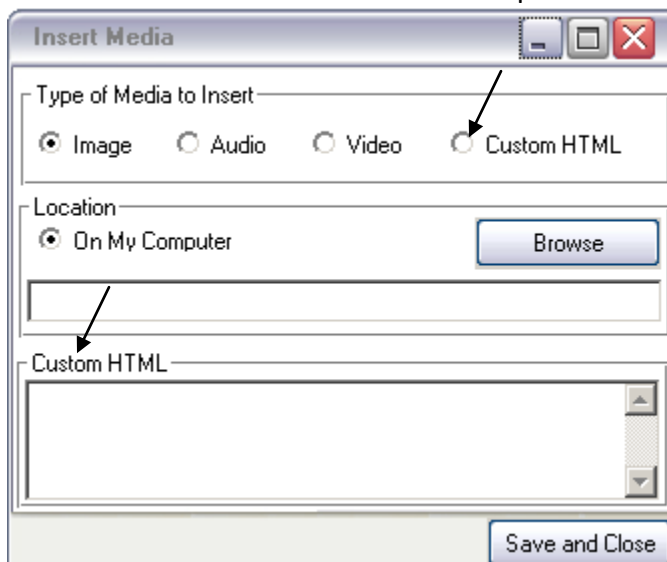 Insert Media
Type of Media to Insert
Image Audio Video Custom HTML
Location
On My Computer Browse
Custom HTML
Save and Close